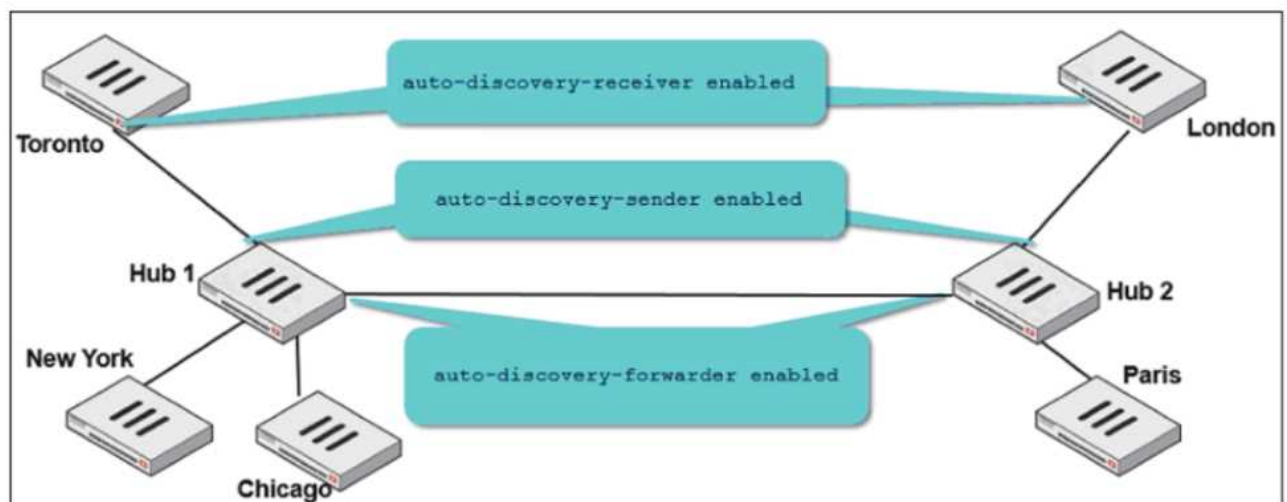 auto-discovery-receiver enabled
Toronto
London
auto-discovery-sender enabled
Hub 1
Hub 2
New York
auto-discovery-forwarder enabled
Paris
Chicago